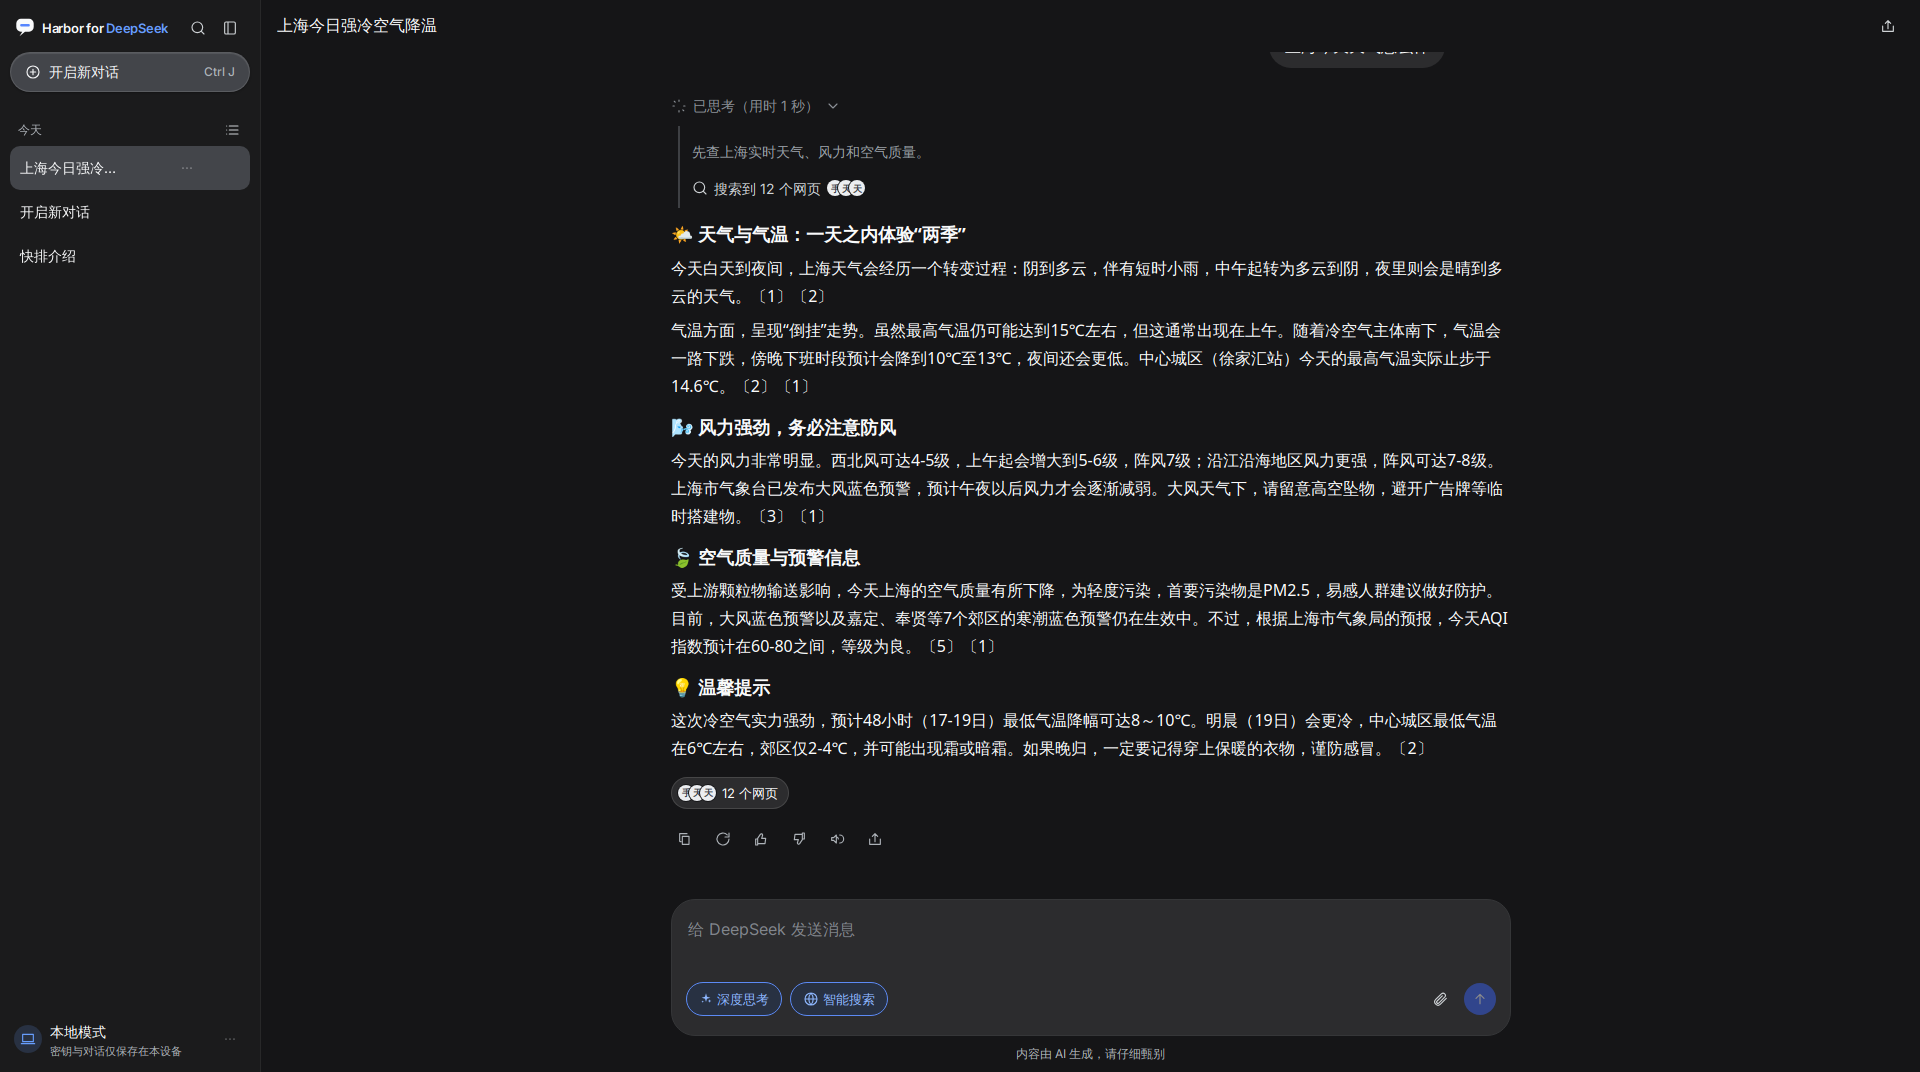 Harbor for DeepSeek
开启新对话 Ctrl J
今天
上海今日强冷...
开启新对话
快排介绍
本地模式
密钥与对话仅保存在本设备
上海今日强冷空气降温
已思考（用时 1 秒）
先查上海实时天气、风力和空气质量。
搜索到 12 个网页
天气与气温：一天之内体验“两季”
今天白天到夜间，上海天气会经历一个转变过程：阴到多云，伴有短时小雨，中午起转为多云到阴，夜里则会是晴到多
云的天气。〔1〕〔2〕
气温方面，呈现“倒挂”走势。虽然最高气温仍可能达到15℃左右，但这通常出现在上午。随着冷空气主体南下，气温会
一路下跌，傍晚下班时段预计会降到10℃至13℃，夜间还会更低。中心城区（徐家汇站）今天的最高气温实际止步于
14.6℃。〔2〕〔1〕
风力强劲，务必注意防风
今天的风力非常明显。西北风可达4-5级，上午起会增大到5-6级，阵风7级；沿江沿海地区风力更强，阵风可达7-8级。
上海市气象台已发布大风蓝色预警，预计午夜以后风力才会逐渐减弱。大风天气下，请留意高空坠物，避开广告牌等临
时搭建物。〔3〕〔1〕
空气质量与预警信息
受上游颗粒物输送影响，今天上海的空气质量有所下降，为轻度污染，首要污染物是PM2.5，易感人群建议做好防护。
目前，大风蓝色预警以及嘉定、奉贤等7个郊区的寒潮蓝色预警仍在生效中。不过，根据上海市气象局的预报，今天AQI
指数预计在60-80之间，等级为良。〔5〕〔1〕
温馨提示
这次冷空气实力强劲，预计48小时（17-19日）最低气温降幅可达8～10℃。明晨（19日）会更冷，中心城区最低气温
在6℃左右，郊区仅2-4℃，并可能出现霜或暗霜。如果晚归，一定要记得穿上保暖的衣物，谨防感冒。〔2〕
12 个网页
给 DeepSeek 发送消息
深度思考 智能搜索
内容由 AI 生成，请仔细甄别